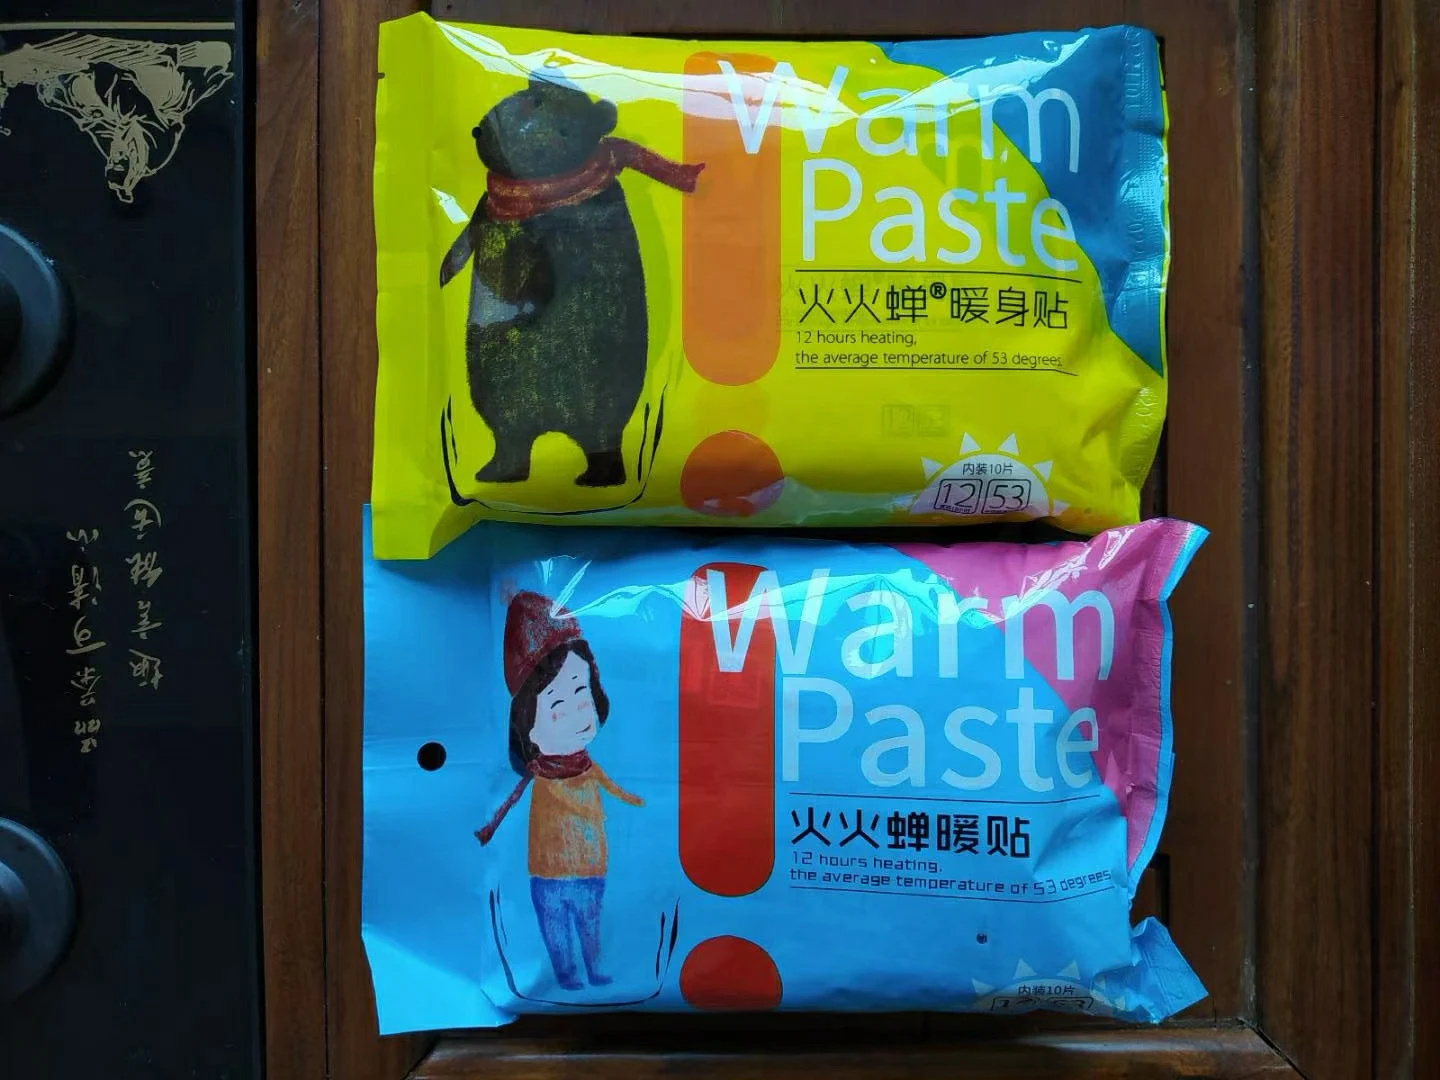 Warm
Paste
火火蝉®暖身贴
12 hours heating,
the average temperature of 53 degrees.
内装10片
12 53
Warm
Paste
火火蝉暖贴
12 hours heating,
the average temperature of 53 degrees
内装10片
12 53